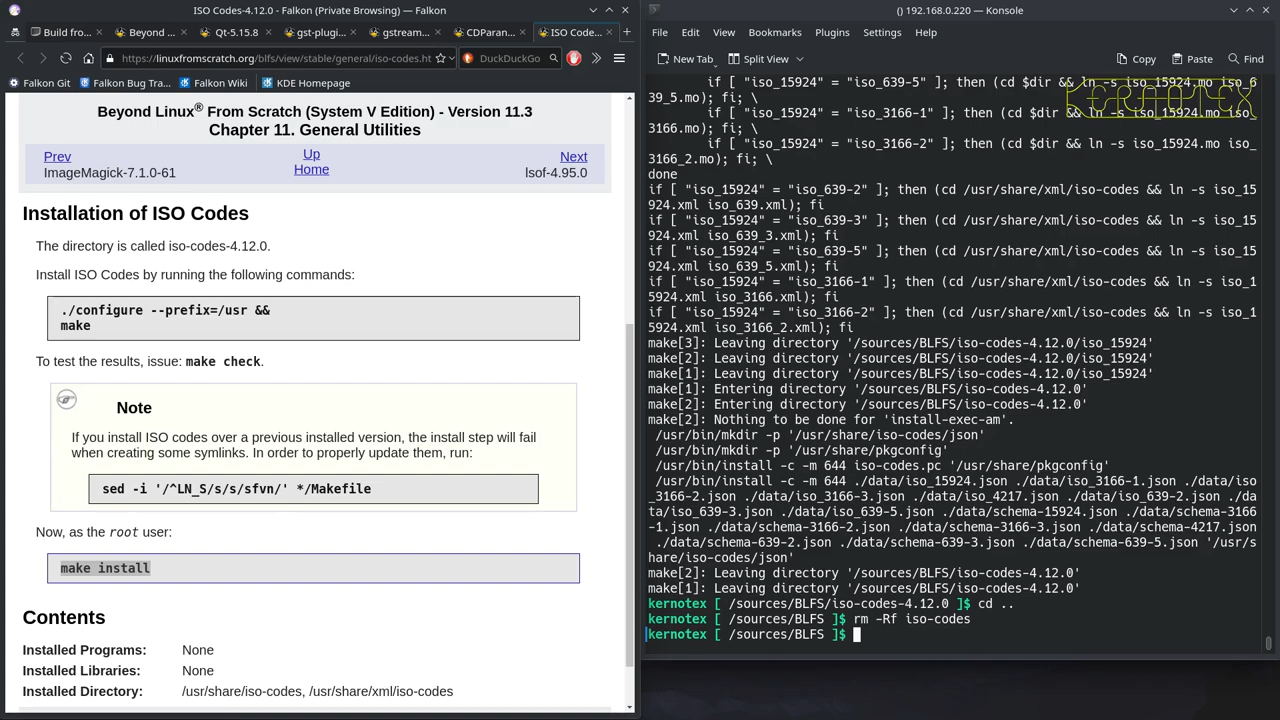 ISO Codes-4.12.0 - Falkon (Private Browsing) — Falkon
Build fro...
Beyond ...
Qt-5.15.8
gst-plugin...
gstream...
CDParan...
ISO Code...
https://linuxfromscratch.org/blfs/view/stable/general/iso-codes.ht
DuckDuckGo
Falkon Git
Falkon Bug Tra...
Falkon Wiki
KDE Homepage
Beyond Linux® From Scratch (System V Edition) - Version 11.3
Chapter 11. General Utilities
Prev
Up
Next
ImageMagick-7.1.0-61
Home
lsof-4.95.0
Installation of ISO Codes
The directory is called iso-codes-4.12.0.
Install ISO Codes by running the following commands:
./configure --prefix=/usr &&
make
To test the results, issue: make check.
Note
If you install ISO codes over a previous installed version, the install step will fail
when creating some symlinks. In order to properly update them, run:
sed -i '/^LN_S/s/s/sfvn/' */Makefile
Now, as the root user:
make install
Contents
Installed Programs: None
Installed Libraries: None
Installed Directory: /usr/share/iso-codes, /usr/share/xml/iso-codes
() 192.168.0.220 — Konsole
File Edit View Bookmarks Plugins Settings Help
New Tab
Split View
Copy
Paste
Find
if [ "iso_15924" = "iso_639-5" ]; then (cd $dir && ln -s iso_15924.mo iso_6
39_5.mo); fi; \
if [ "iso_15924" = "iso_3166-1" ]; then (cd $dir && ln -s iso_15924.mo iso_
3166.mo); fi; \
if [ "iso_15924" = "iso_3166-2" ]; then (cd $dir && ln -s iso_15924.mo iso_
3166_2.mo); fi; \
done
if [ "iso_15924" = "iso_639-2" ]; then (cd /usr/share/xml/iso-codes && ln -s iso_15
924.xml iso_639.xml); fi
if [ "iso_15924" = "iso_639-3" ]; then (cd /usr/share/xml/iso-codes && ln -s iso_15
924.xml iso_639_3.xml); fi
if [ "iso_15924" = "iso_639-5" ]; then (cd /usr/share/xml/iso-codes && ln -s iso_15
924.xml iso_639_5.xml); fi
if [ "iso_15924" = "iso_3166-1" ]; then (cd /usr/share/xml/iso-codes && ln -s iso_1
5924.xml iso_3166.xml); fi
if [ "iso_15924" = "iso_3166-2" ]; then (cd /usr/share/xml/iso-codes && ln -s iso_1
5924.xml iso_3166_2.xml); fi
make[3]: Leaving directory '/sources/BLFS/iso-codes-4.12.0/iso_15924'
make[2]: Leaving directory '/sources/BLFS/iso-codes-4.12.0/iso_15924'
make[1]: Leaving directory '/sources/BLFS/iso-codes-4.12.0/iso_15924'
make[1]: Entering directory '/sources/BLFS/iso-codes-4.12.0'
make[2]: Entering directory '/sources/BLFS/iso-codes-4.12.0'
make[2]: Nothing to be done for 'install-exec-am'.
/usr/bin/mkdir -p '/usr/share/iso-codes/json'
/usr/bin/mkdir -p '/usr/share/pkgconfig'
/usr/bin/install -c -m 644 iso-codes.pc '/usr/share/pkgconfig'
/usr/bin/install -c -m 644 ./data/iso_15924.json ./data/iso_3166-1.json ./data/iso
_3166-2.json ./data/iso_3166-3.json ./data/iso_4217.json ./data/iso_639-2.json ./da
ta/iso_639-3.json ./data/iso_639-5.json ./data/schema-15924.json ./data/schema-3166
-1.json ./data/schema-3166-2.json ./data/schema-3166-3.json ./data/schema-4217.json
./data/schema-639-2.json ./data/schema-639-3.json ./data/schema-639-5.json '/usr/s
hare/iso-codes/json'
make[2]: Leaving directory '/sources/BLFS/iso-codes-4.12.0'
make[1]: Leaving directory '/sources/BLFS/iso-codes-4.12.0'
kernotex [ /sources/BLFS/iso-codes-4.12.0 ]$ cd ..
kernotex [ /sources/BLFS ]$ rm -Rf iso-codes
kernotex [ /sources/BLFS ]$